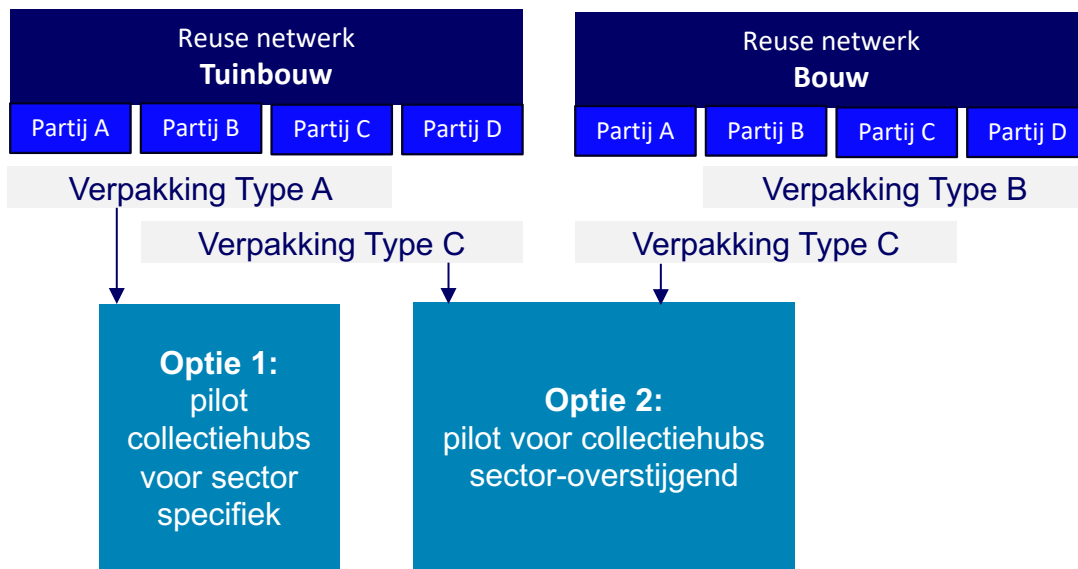 Reuse netwerk
Tuinbouw
Partij A
Partij B
Partij C
Partij D
Verpakking Type A
Verpakking Type C
Reuse netwerk
Bouw
Partij A
Partij B
Partij C
Partij D
Verpakking Type B
Verpakking Type C
Optie 1:
pilot
collectiehubs
voor sector
specifiek
Optie 2:
pilot voor collectiehubs
sector-overstijgend